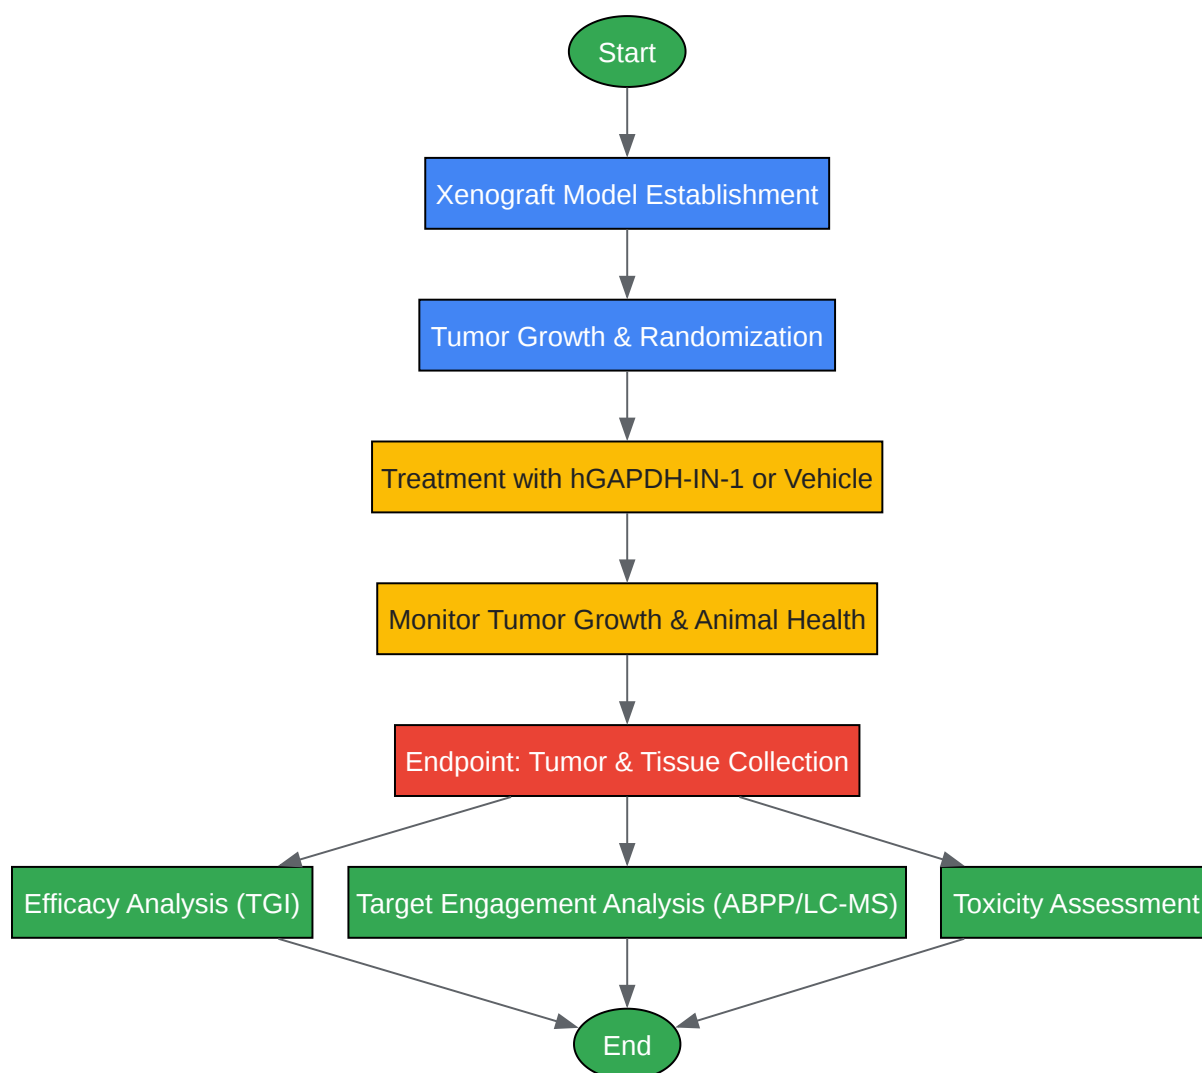 Start
Xenograft Model Establishment
Tumor Growth & Randomization
Treatment with hGAPDH-IN-1 or Vehicle
Monitor Tumor Growth & Animal Health
Endpoint: Tumor & Tissue Collection
Efficacy Analysis (TGI)
Target Engagement Analysis (ABPP/LC-MS)
Toxicity Assessment
End